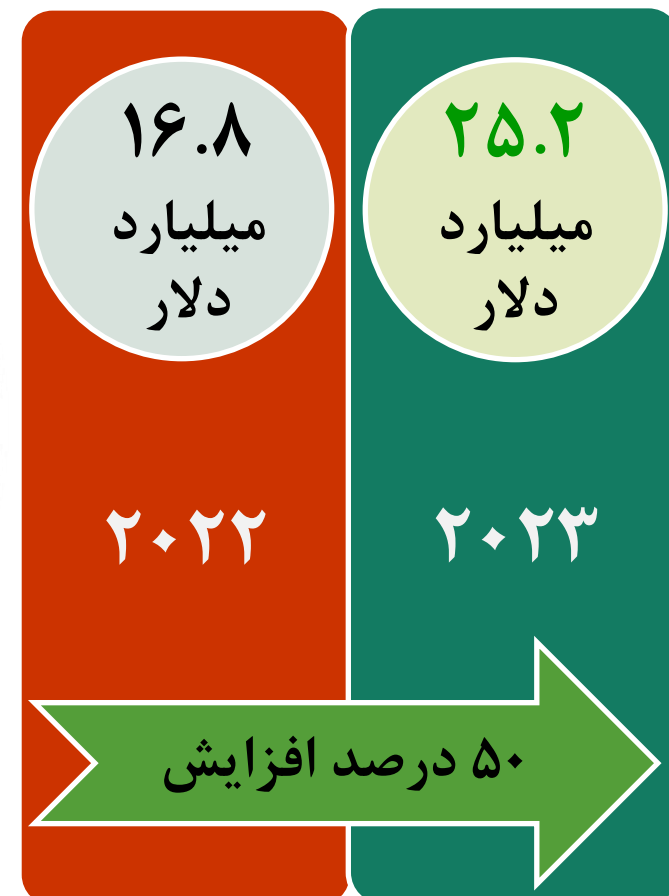 ۱۶.۸
میلیارد
دلار
۲۰۲۲
۲۵.۲
میلیارد
دلار
۲۰۲۳
۵۰ درصد افزایش